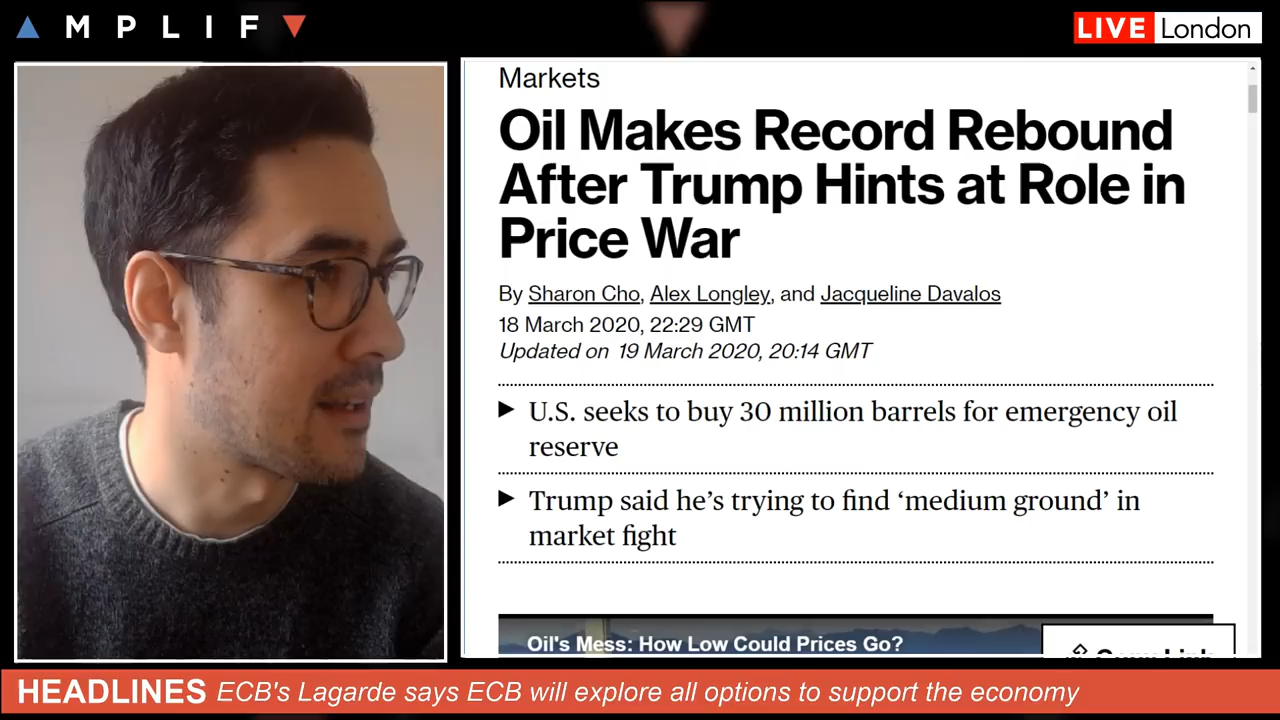 ▲ M P L I F ▼
LIVE London
Markets
Oil Makes Record Rebound
After Trump Hints at Role in
Price War
By Sharon Cho, Alex Longley, and Jacqueline Davalos
18 March 2020, 22:29 GMT
Updated on 19 March 2020, 20:14 GMT
U.S. seeks to buy 30 million barrels for emergency oil
reserve
Trump said he's trying to find ‘medium ground’ in
market fight
Oil's Mess: How Low Could Prices Go?
Copy Link
HEADLINES ECB's Lagarde says ECB will explore all options to support the economy